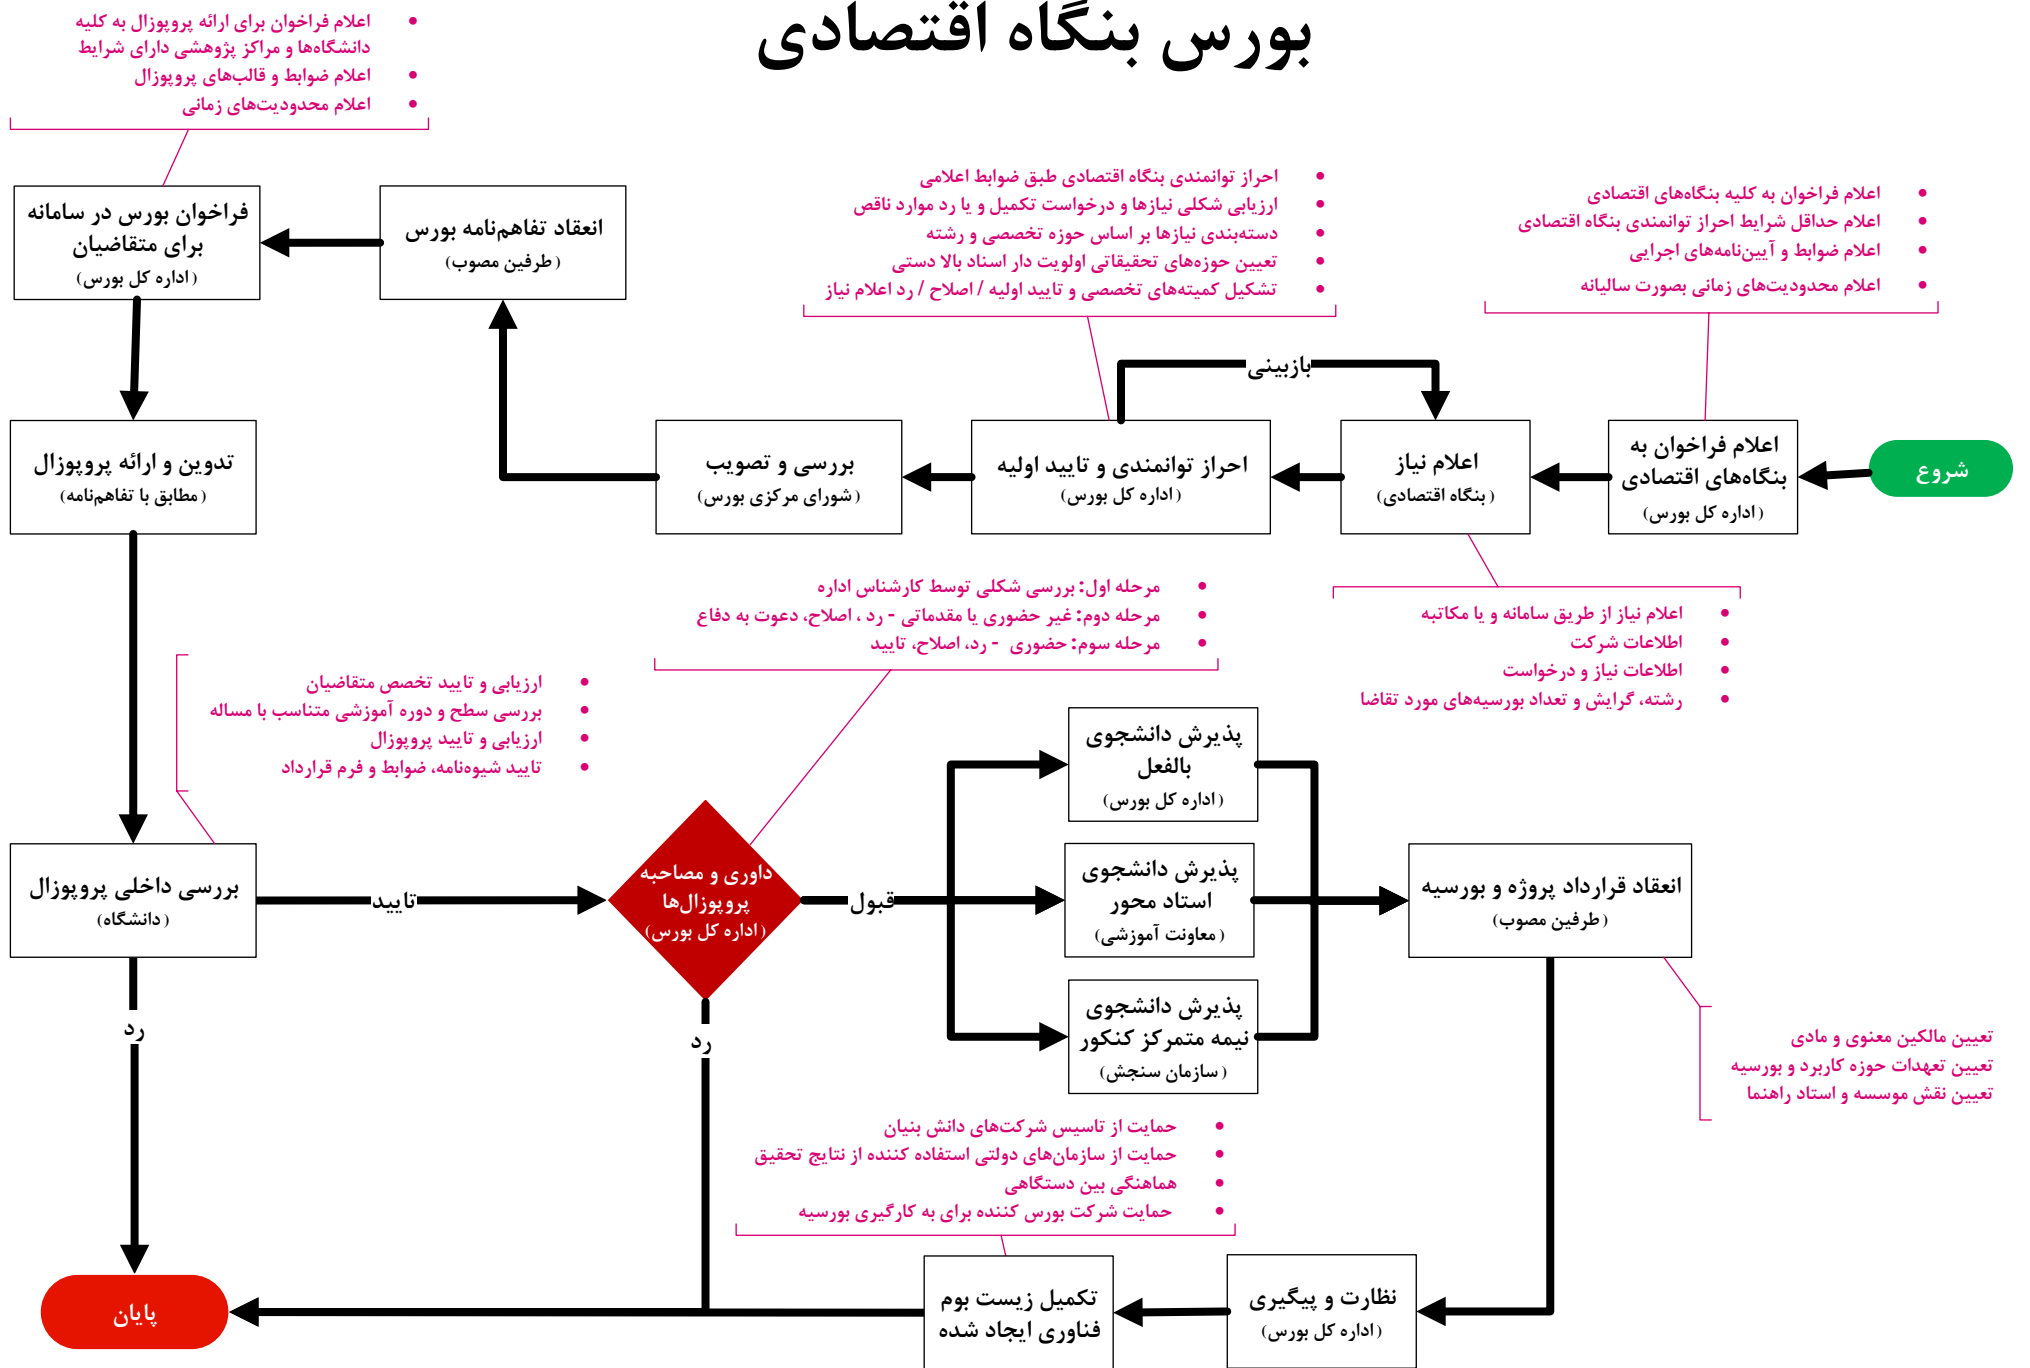 بورس بنگاه اقتصادی
اعلام فراخوان برای ارائه پروپوزال به کلیه
دانشگاه‌ها و مراکز پژوهشی دارای شرایط
اعلام ضوابط و قالب‌های پروپوزال
اعلام محدودیت‌های زمانی
اعلام فراخوان به کلیه بنگاه‌های اقتصادی
اعلام حداقل شرایط احراز توانمندی بنگاه اقتصادی
اعلام ضوابط و آیین‌نامه‌های اجرایی
اعلام محدودیت‌های زمانی بصورت سالیانه
احراز توانمندی بنگاه اقتصادی طبق ضوابط اعلامی
ارزیابی شکلی نیازها و درخواست تکمیل و یا رد موارد ناقص
دسته‌بندی نیازها بر اساس حوزه تخصصی و رشته
تعیین حوزه‌های تحقیقاتی اولویت دار اسناد بالا دستی
تشکیل کمیته‌های تخصصی و تایید اولیه / اصلاح / رد اعلام نیاز
انعقاد تفاهم‌نامه بورس
(طرفین مصوب)
فراخوان بورس در سامانه
برای متقاضیان
(اداره کل بورس)
بازبینی
شروع
اعلام فراخوان به
بنگاه‌های اقتصادی
(اداره کل بورس)
اعلام نیاز
(بنگاه اقتصادی)
احراز توانمندی و تایید اولیه
(اداره کل بورس)
بررسی و تصویب
(شورای مرکزی بورس)
تدوین و ارائه پروپوزال
(مطابق با تفاهم‌نامه)
اعلام نیاز از طریق سامانه و یا مکاتبه
اطلاعات شرکت
اطلاعات نیاز و درخواست
رشته، گرایش و تعداد بورسیه‌های مورد تقاضا
مرحله اول: بررسی شکلی توسط کارشناس اداره
مرحله دوم: غیر حضوری یا مقدماتی - رد ، اصلاح، دعوت به دفاع
مرحله سوم: حضوری - رد، اصلاح، تایید
ارزیابی و تایید تخصص متقاضیان
بررسی سطح و دوره آموزشی متناسب با مساله
ارزیابی و تایید پروپوزال
تایید شیوه‌نامه، ضوابط و فرم قرارداد
بررسی داخلی پروپوزال
(دانشگاه)
تایید
رد
داوری و مصاحبه
پروپوزال‌ها
(اداره کل بورس)
قبول
رد
پذیرش دانشجوی
بالفعل
(اداره کل بورس)
پذیرش دانشجوی
استاد محور
(معاونت آموزشی)
پذیرش دانشجوی
نیمه متمرکز کنکور
(سازمان سنجش)
انعقاد قرارداد پروژه و بورسیه
(طرفین مصوب)
تعیین مالکین معنوی و مادی
تعیین تعهدات حوزه کاربرد و بورسیه
تعیین نقش موسسه و استاد راهنما
حمایت از تاسیس شرکت‌های دانش بنیان
حمایت از سازمان‌های دولتی استفاده کننده از نتایج تحقیق
هماهنگی بین دستگاهی
حمایت شرکت بورس کننده برای به کارگیری بورسیه
نظارت و پیگیری
(اداره کل بورس)
تکمیل زیست بوم
فناوری ایجاد شده
پایان